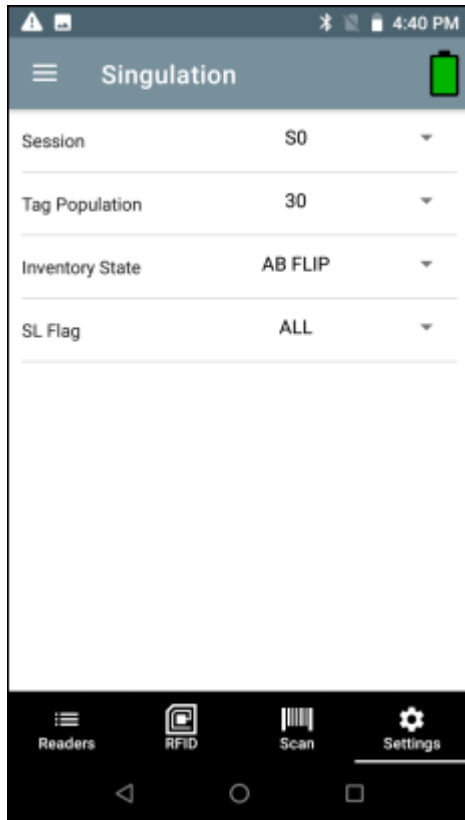 4:40 PM
Singulation
Session S0
Tag Population 30
Inventory State AB FLIP
SL Flag ALL
Readers RFID Scan Settings